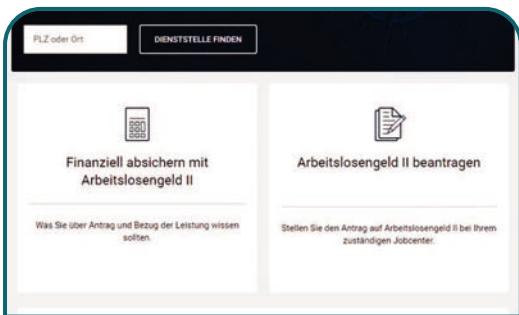 PLZ oder Ort
DIENSTSTELLE FINDEN
Finanziell absichern mit
Arbeitslosengeld II
Was Sie über Antrag und Bezug der Leistung wissen
sollten.
Arbeitslosengeld II beantragen
Stellen Sie den Antrag auf Arbeitslosengeld II bei Ihrem
zuständigen Jobcenter.